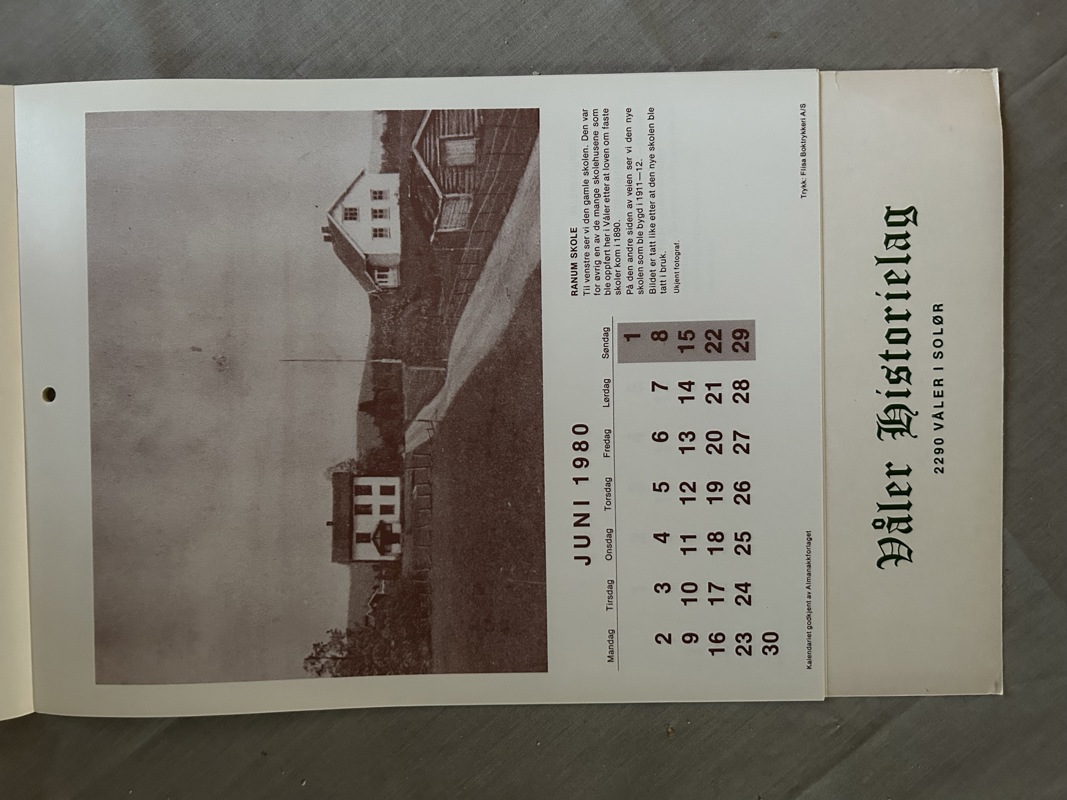 JUNI 1980
Mandag Tirsdag Onsdag Torsdag Fredag Lørdag Søndag
1
2 3 4 5 6 7 8
9 10 11 12 13 14 15
16 17 18 19 20 21 22
23 24 25 26 27 28 29
30
Kalendariet godkjent av Almanakkforlaget
RANUM SKOLE
Til venstre ser vi den gamle skolen. Den var
for øvrig en av de mange skolehusene som
ble oppført her i Våler etter at loven om faste
skoler kom i 1890.
På den andre siden av veien ser vi den nye
skolen som ble bygd i 1911—12.
Bildet er tatt like etter at den nye skolen ble
tatt i bruk.
Ukjent fotograf.
Trykk: Flisa Boktrykkeri A/S
Våler Historielag
2290 VÅLER I SOLØR